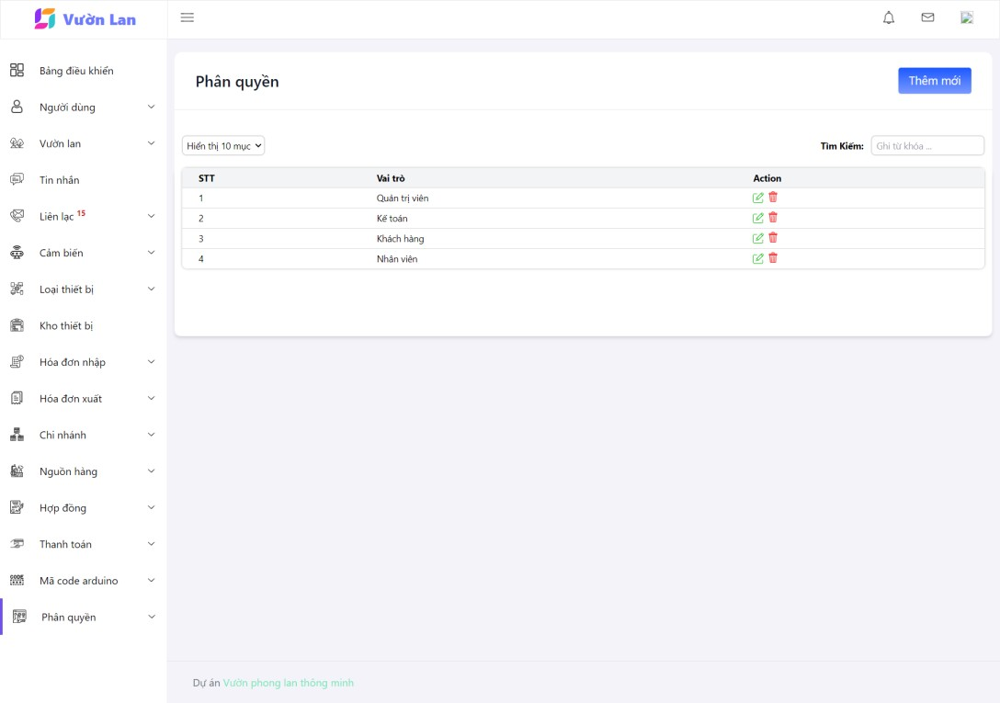 Vườn Lan
Bảng điều khiển
Người dùng
Vườn lan
Tin nhắn
Liên lạc 15
Cảm biến
Loại thiết bị
Kho thiết bị
Hóa đơn nhập
Hóa đơn xuất
Chi nhánh
Nguồn hàng
Hợp đồng
Thanh toán
CODE Mã code arduino
Phân quyền
Phân quyền
Thêm mới
Hiển thị 10 mục
Tìm Kiếm: Ghi từ khóa ...
STT Vai trò Action
1 Quản trị viên
2 Kế toán
3 Khách hàng
4 Nhân viên
Dự án Vườn phong lan thông minh